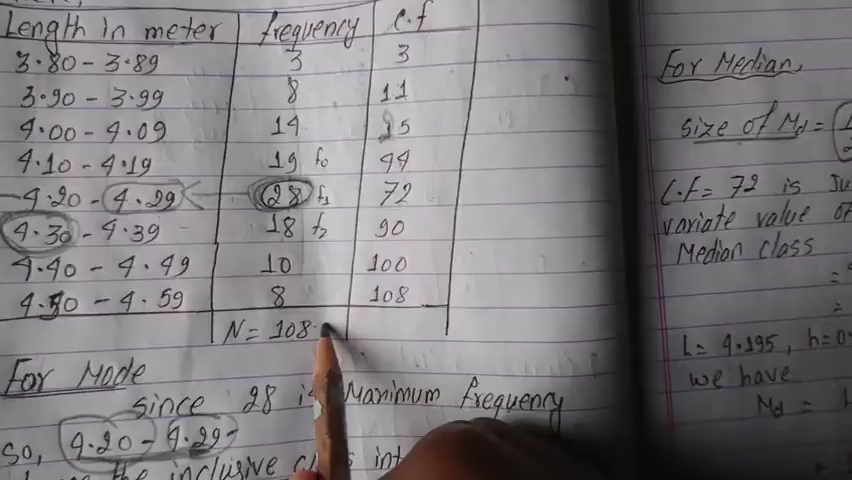 Length in meter frequency c.f
3.80 - 3.89 3 3
3.90 - 3.99 8 11
4.00 - 4.09 14 25
4.10 - 4.19 19 f₀ 44
4.20 - 4.29 28 f₁ 72
4.30 - 4.39 18 f₂ 90
4.40 - 4.49 10 100
4.50 - 4.59 8 108
N = 108
For Mode
since 28 is Maximum frequency
So, 4.20 - 4.29
the inclusive
For Median,
size of Md =
C.F = 72 is
variate value of
Median class
=
=
L = 4.195, h = 0.
we have
Md =